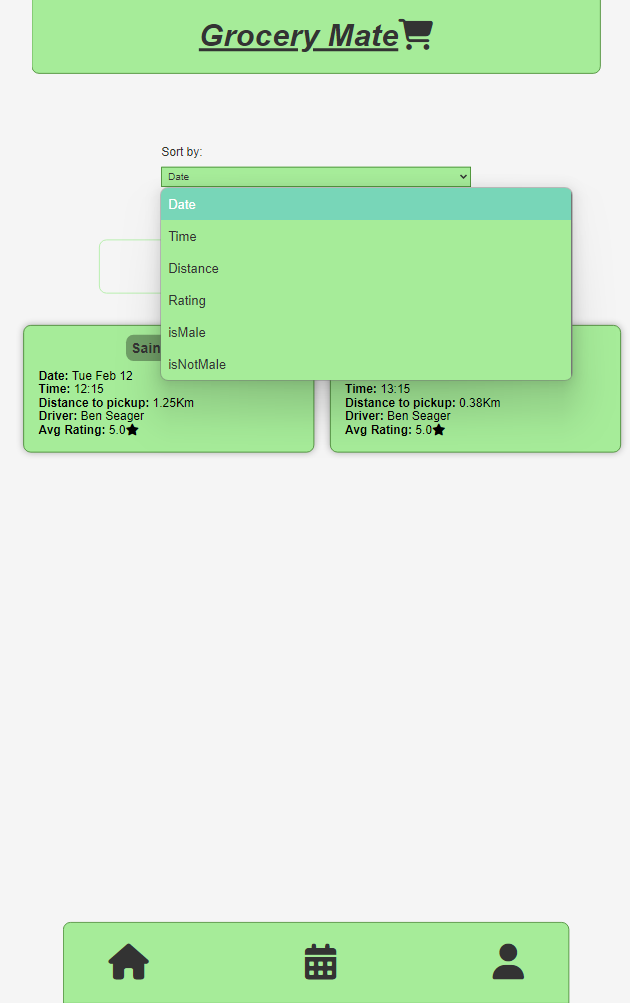 Grocery Mate
Sort by:
Date
Date
Time
Distance
Rating
isMale
isNotMale
Date: Tue Feb 12
Time: 12:15
Distance to pickup: 1.25Km
Driver: Ben Seager
Avg Rating: 5.0
Time: 13:15
Distance to pickup: 0.38Km
Driver: Ben Seager
Avg Rating: 5.0